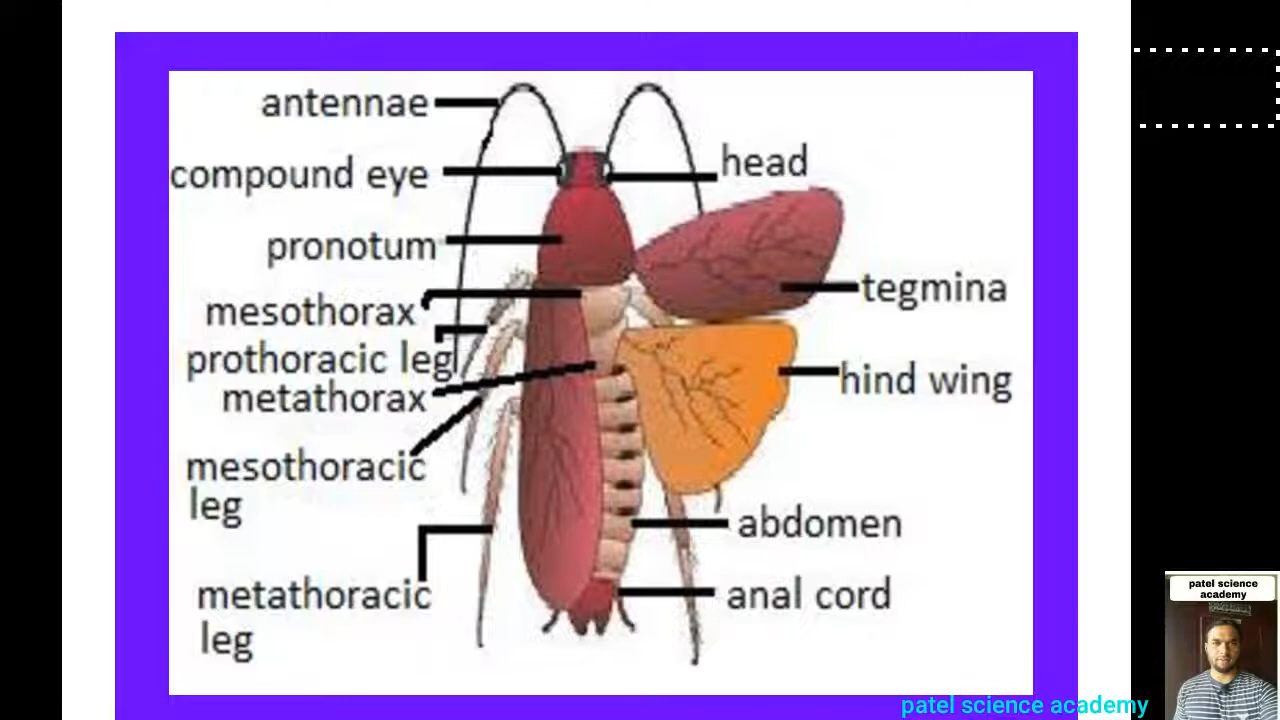 antennae
compound eye
head
pronotum
tegmina
mesothorax
prothoracic leg
metathorax
hind wing
mesothoracic
leg
abdomen
metathoracic
leg
anal cord
patel science
academy
patel science academy